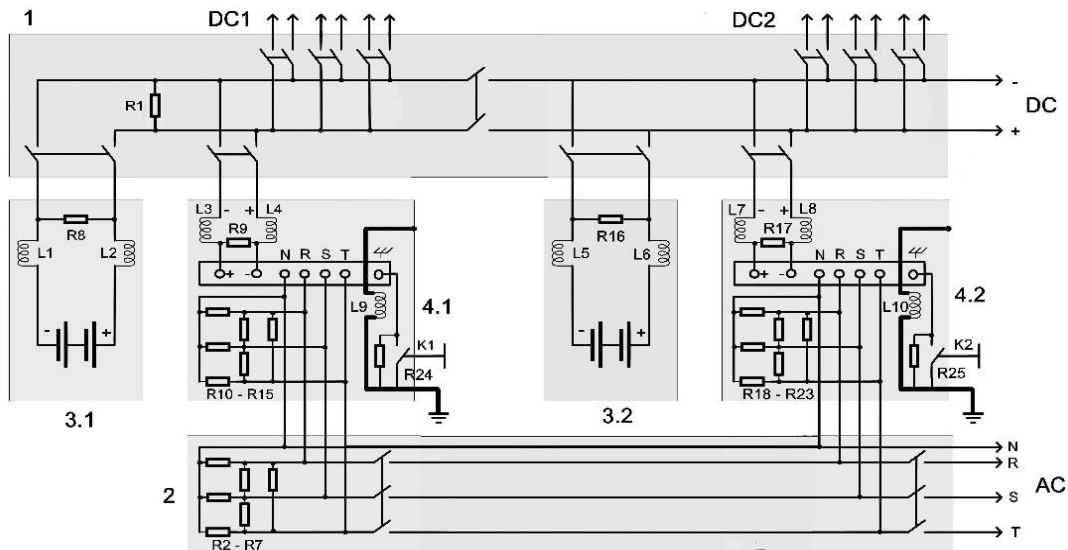 1 DC1 DC2
R1
- DC
+
L3 - + L4 L7 - + L8
R8 R9 R16 R17
L1 L2 N R S T L5 L6 N R S T
+ - + -
L9 4.1 L10 4.2
- + K1 - + K2
R24 R25
R10 - R15 R18 - R23
3.1 3.2
N
R
2 S AC
T
R2 - R7